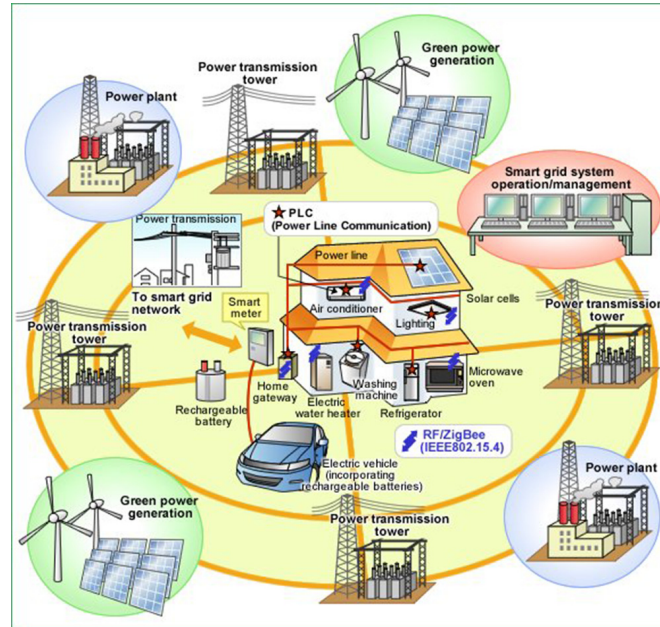 Green power
generation
Power transmission
tower
Power plant
Smart grid system
operation/management
PLC
(Power Line Communication)
Power transmission
Power line
To smart grid
network
Smart
meter
Air conditioner
Solar cells
Lighting
Power transmission
tower
Power transmission
tower
Rechargeable
battery
Home
gateway
Electric
water heater
Washing
machine
Refrigerator
Microwave
oven
RF/ZigBee
(IEEE802.15.4)
Electric vehicle
(incorporating
rechargeable batteries)
Power plant
Green power
generation
Power transmission
tower